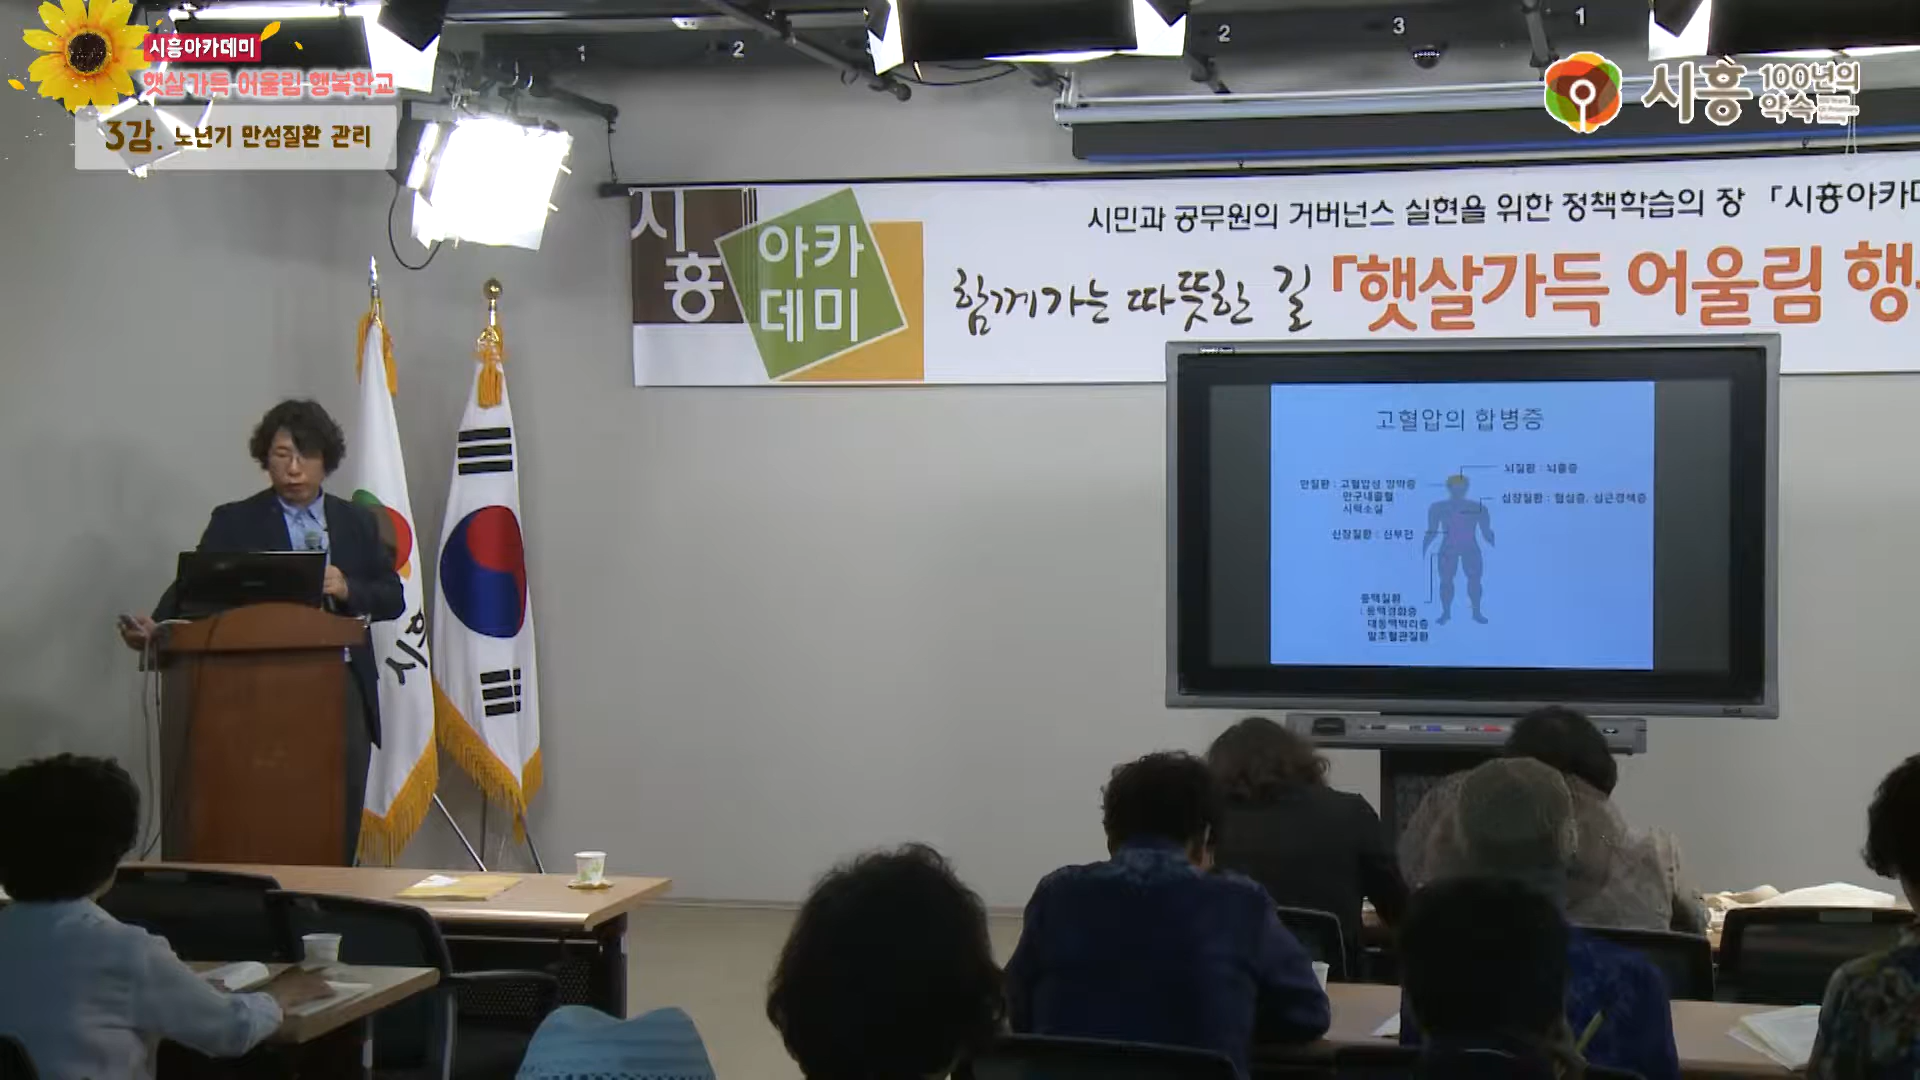 시흥아카데미
햇살가득 어울림 행복학교
3강. 노년기 만성질환 관리
시흥 100년의 약속
1
2
2
3
1
시민과 공무원의 거버넌스 실현을 위한 정책학습의 장 「시흥아카데
시흥 아카데미
함께가는 따뜻한 길 「햇살가득 어울림 행
고혈압의 합병증
뇌질환 : 뇌졸중
안질환 : 고혈압성 망막증
안구내출혈
시력소실
심장질환 : 협심증, 심근경색증
신장질환 : 신부전
동맥질환
: 동맥경화증
대동맥박리증
말초혈관질환
시